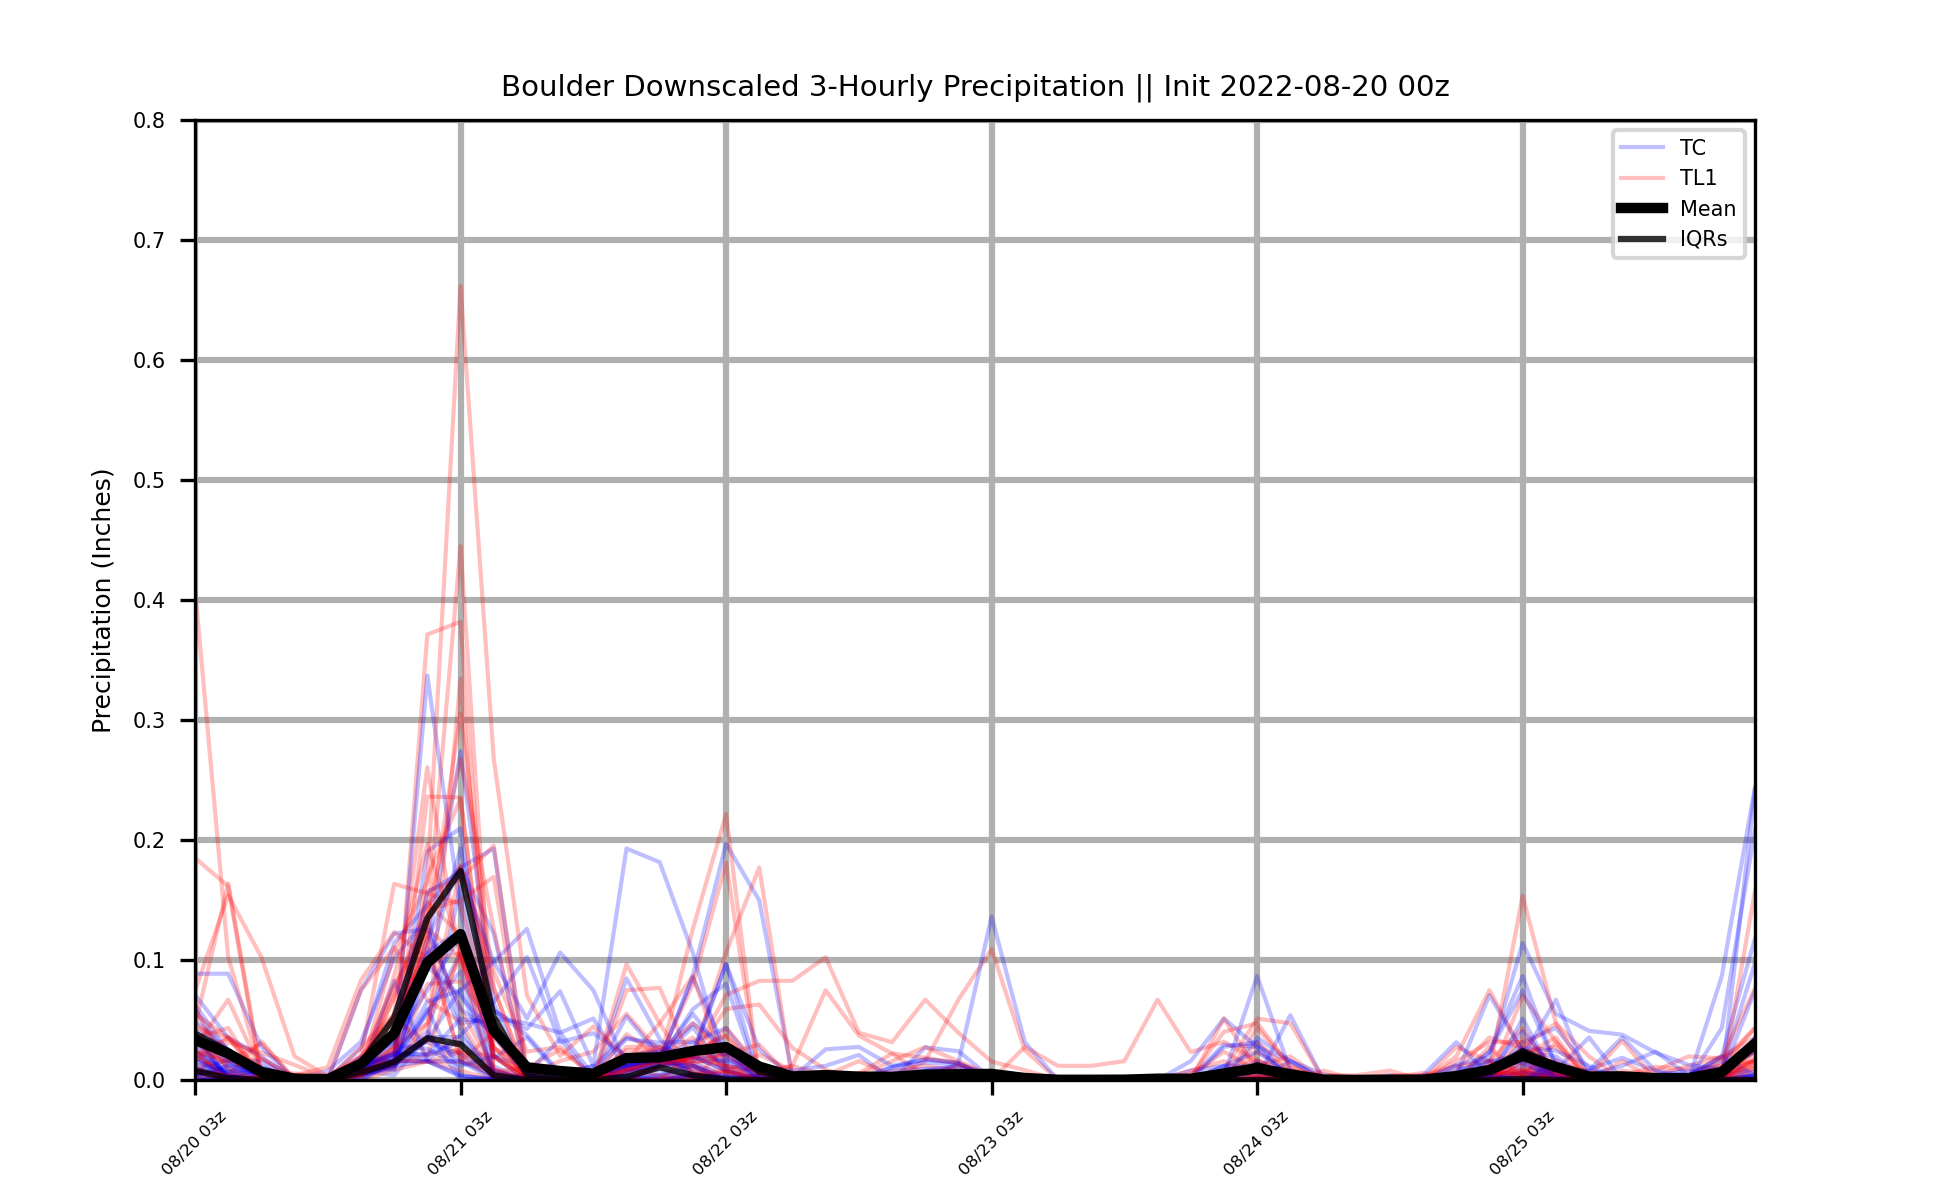 Boulder Downscaled 3-Hourly Precipitation || Init 2022-08-20 00z
TC
TL1
Mean
IQRs
Precipitation (Inches)
0.8
0.7
0.6
0.5
0.4
0.3
0.2
0.1
0.0
08/20 03z
08/21 03z
08/22 03z
08/23 03z
08/24 03z
08/25 03z